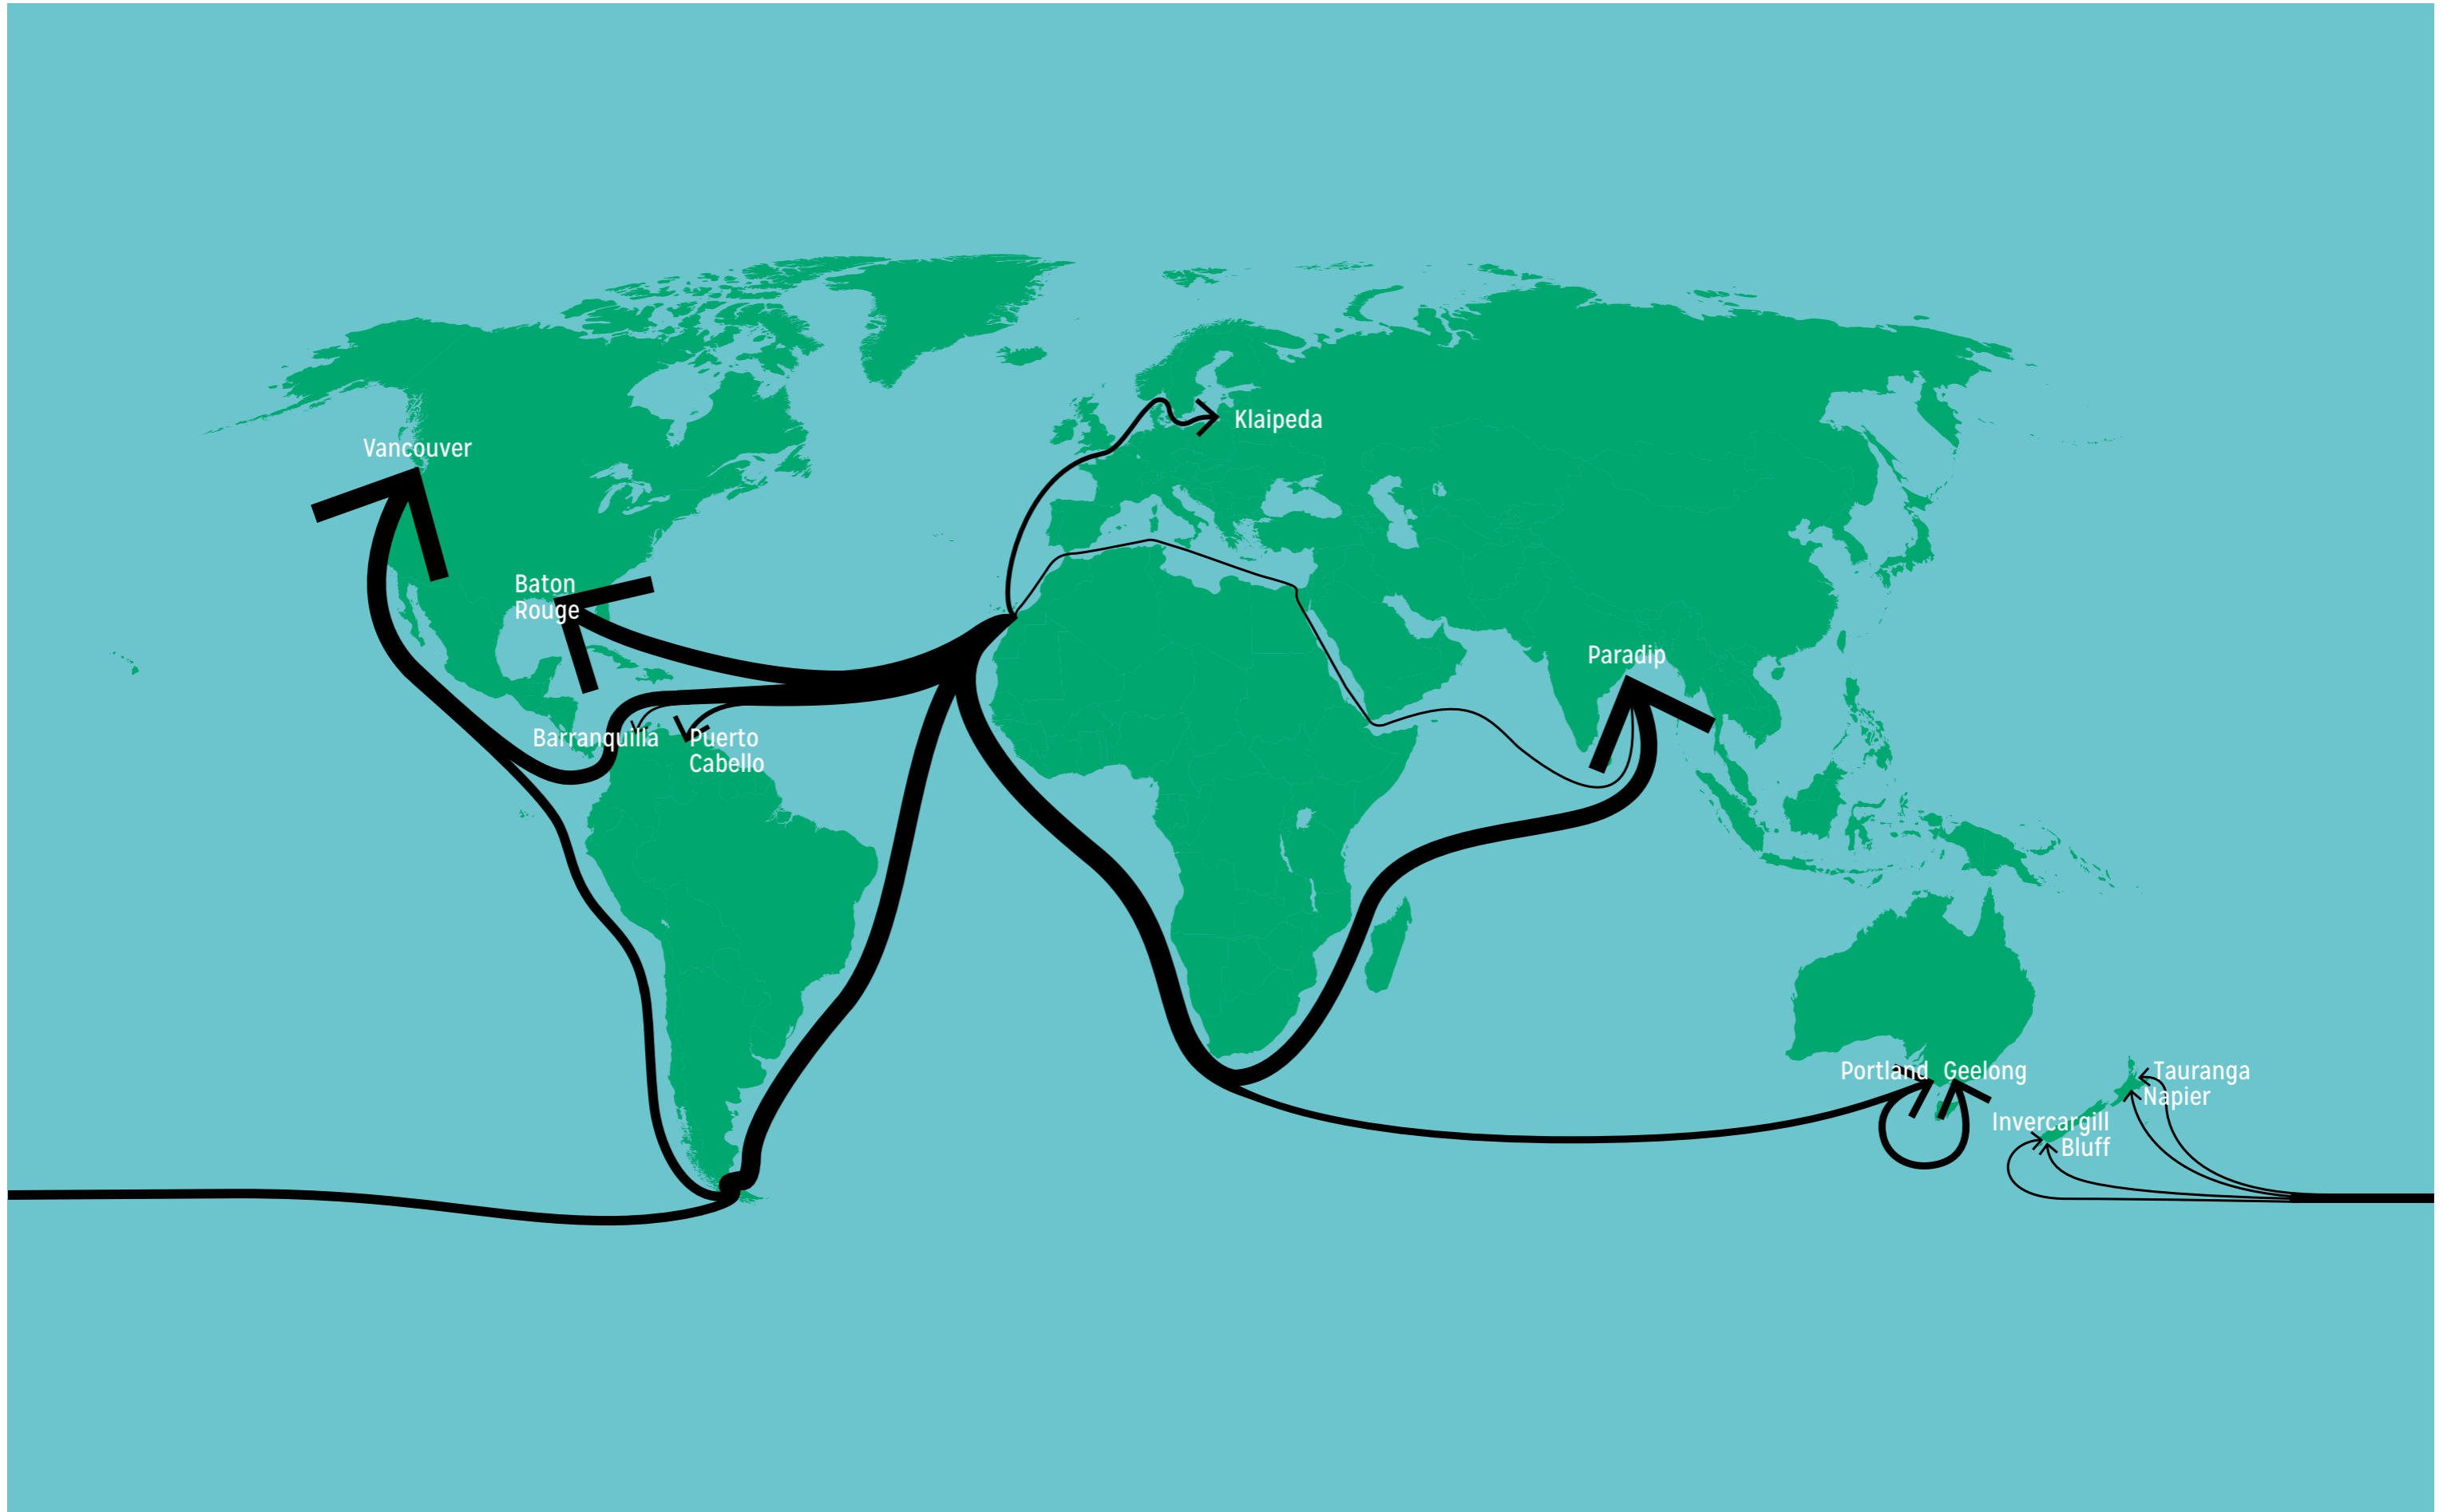 Klaipeda
Vancouver
Baton
Rouge
Paradip
Barranquilla
Puerto
Cabello
Portland
Geelong
Tauranga
Napier
Invercargill
Bluff